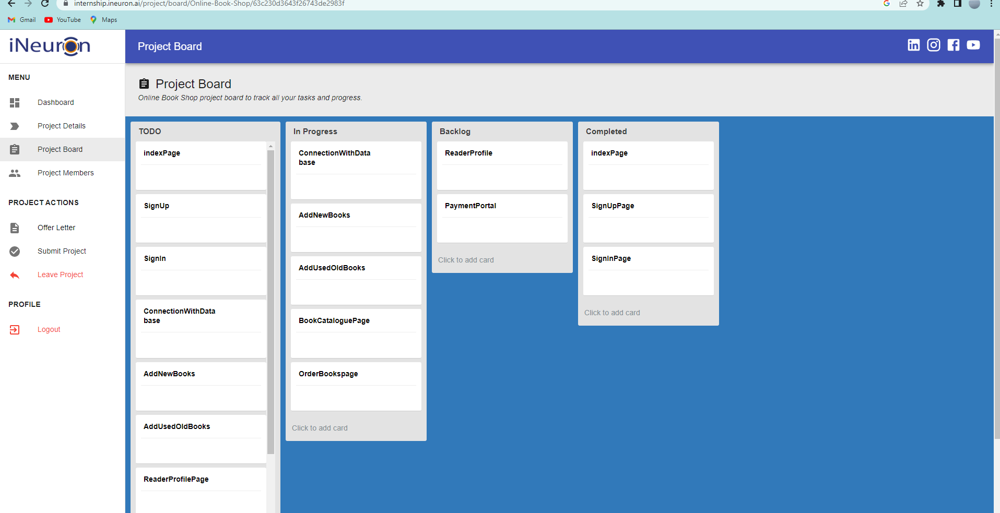 internship.ineuron.ai/project/board/Online-Book-Shop/63c230d3643f26743de2983f
Gmail
YouTube
Maps
iNeuron
Project Board
MENU
Dashboard
Project Details
Project Board
Project Members
PROJECT ACTIONS
Offer Letter
Submit Project
Leave Project
PROFILE
Logout
Project Board
Online Book Shop project board to track all your tasks and progress.
TODO
indexPage
SignUp
SignIn
ConnectionWithData
base
AddNewBooks
AddUsedOldBooks
ReaderProfilePage
In Progress
ConnectionWithData
base
AddNewBooks
AddUsedOldBooks
BookCataloguePage
OrderBookspage
Click to add card
Backlog
ReaderProfile
PaymentPortal
Click to add card
Completed
indexPage
SignUpPage
SignInPage
Click to add card